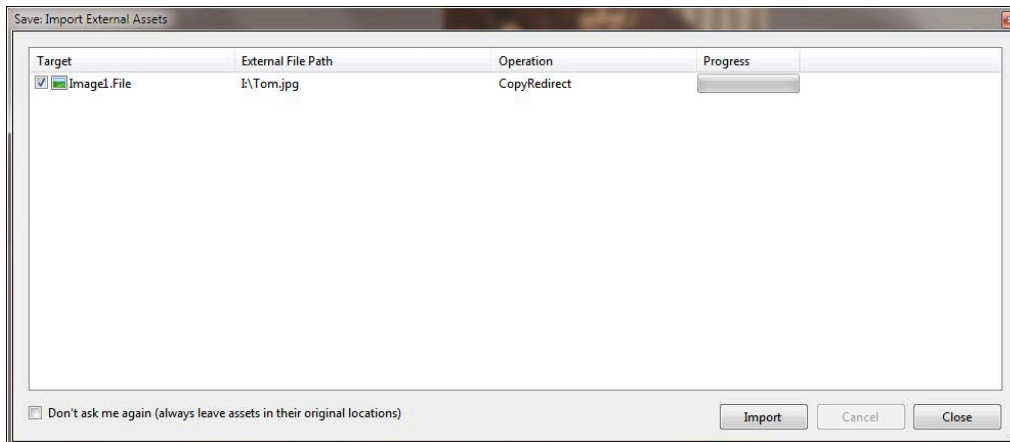 Save: Import External Assets
Target External File Path Operation Progress
Image1.File I:\Tom.jpg CopyRedirect
Don't ask me again (always leave assets in their original locations)
Import Cancel Close